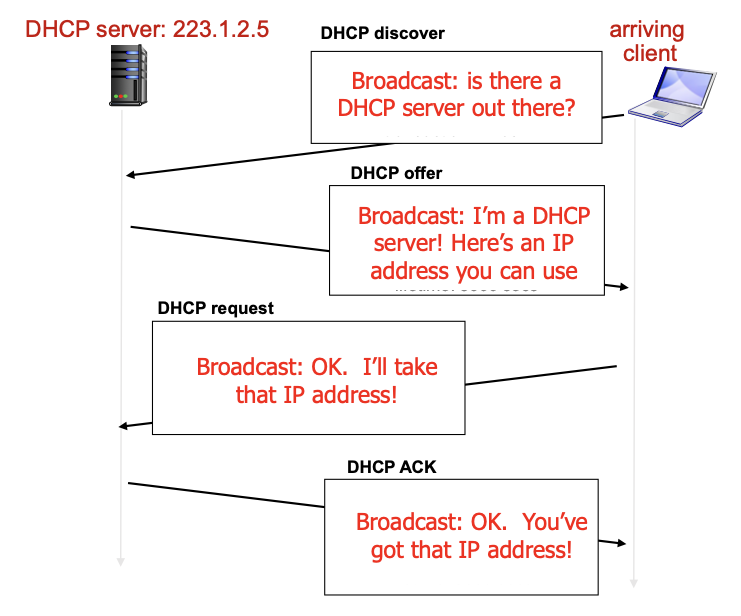 DHCP server: 223.1.2.5
DHCP discover
arriving
client
Broadcast: is there a
DHCP server out there?
DHCP offer
Broadcast: I’m a DHCP
server! Here’s an IP
address you can use
DHCP request
Broadcast: OK.  I’ll take
that IP address!
DHCP ACK
Broadcast: OK.  You’ve
got that IP address!